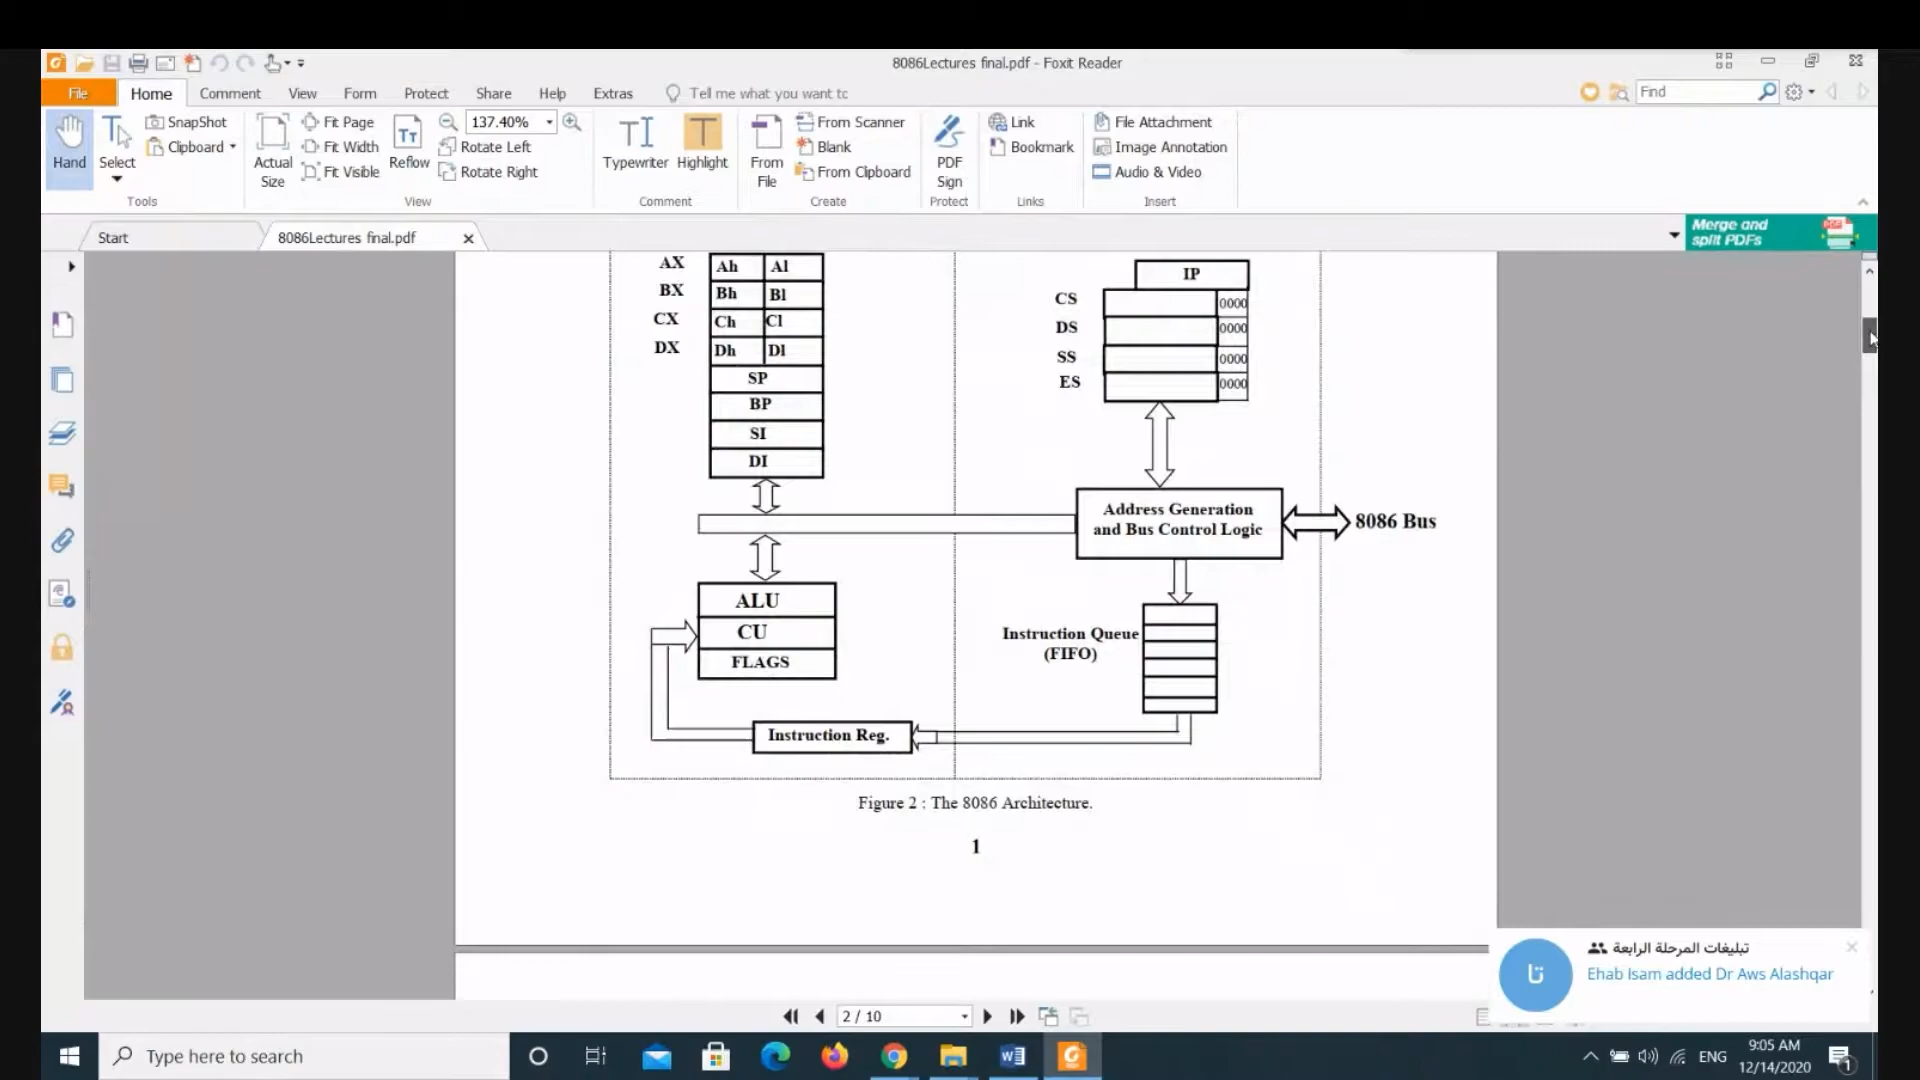 8086Lectures final.pdf - Foxit Reader
File Home Comment View Form Protect Share Help Extras Tell me what you want tc Find
Hand Select SnapShot Clipboard
Tools
Actual Size Fit Page Fit Width Fit Visible Reflow 137.40% Rotate Left Rotate Right
View
Typewriter Highlight
Comment
From File From Scanner Blank From Clipboard
Create
PDF Sign
Protect
Link Bookmark
Links
File Attachment Image Annotation Audio & Video
Insert
Start 8086Lectures final.pdf
Merge and split PDFs
AX Ah Al
BX Bh Bl
CX Ch Cl
DX Dh Dl
SP
BP
SI
DI
IP
CS 0000
DS 0000
SS 0000
ES 0000
Address Generation
and Bus Control Logic
8086 Bus
ALU
CU
FLAGS
Instruction Queue
(FIFO)
Instruction Reg.
Figure 2 : The 8086 Architecture.
1
تبليغات المرحلة الرابعة
تا
Ehab Isam added Dr Aws Alashqar
2 / 10
Type here to search
ENG
9:05 AM
12/14/2020
1